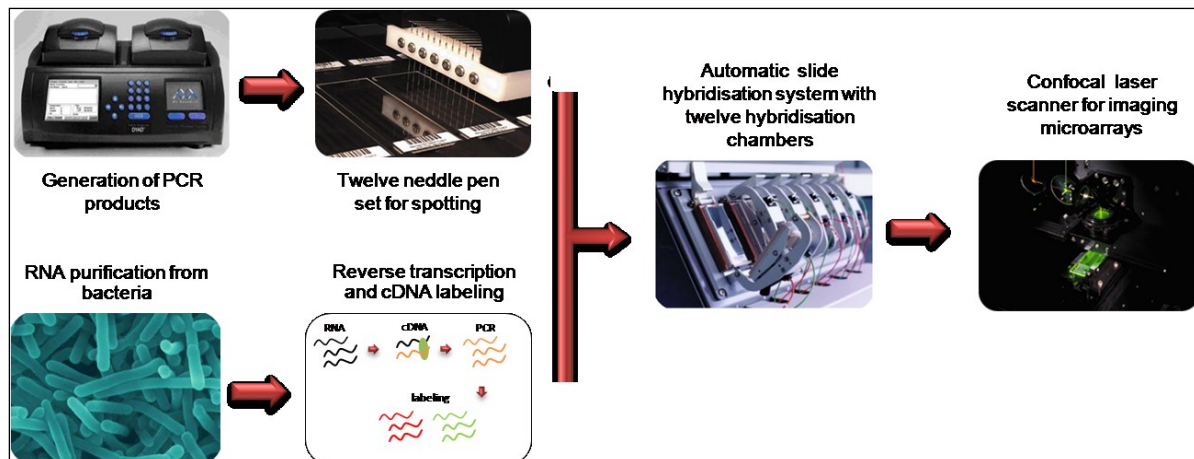 Generation of PCR
products
Twelve neddle pen
set for spotting
Automatic slide
hybridisation system with
twelve hybridisation
chambers
Confocal laser
scanner for imaging
microarrays
RNA purification from
bacteria
Reverse transcription
and cDNA labeling
RNA
cDNA
PCR
labeling